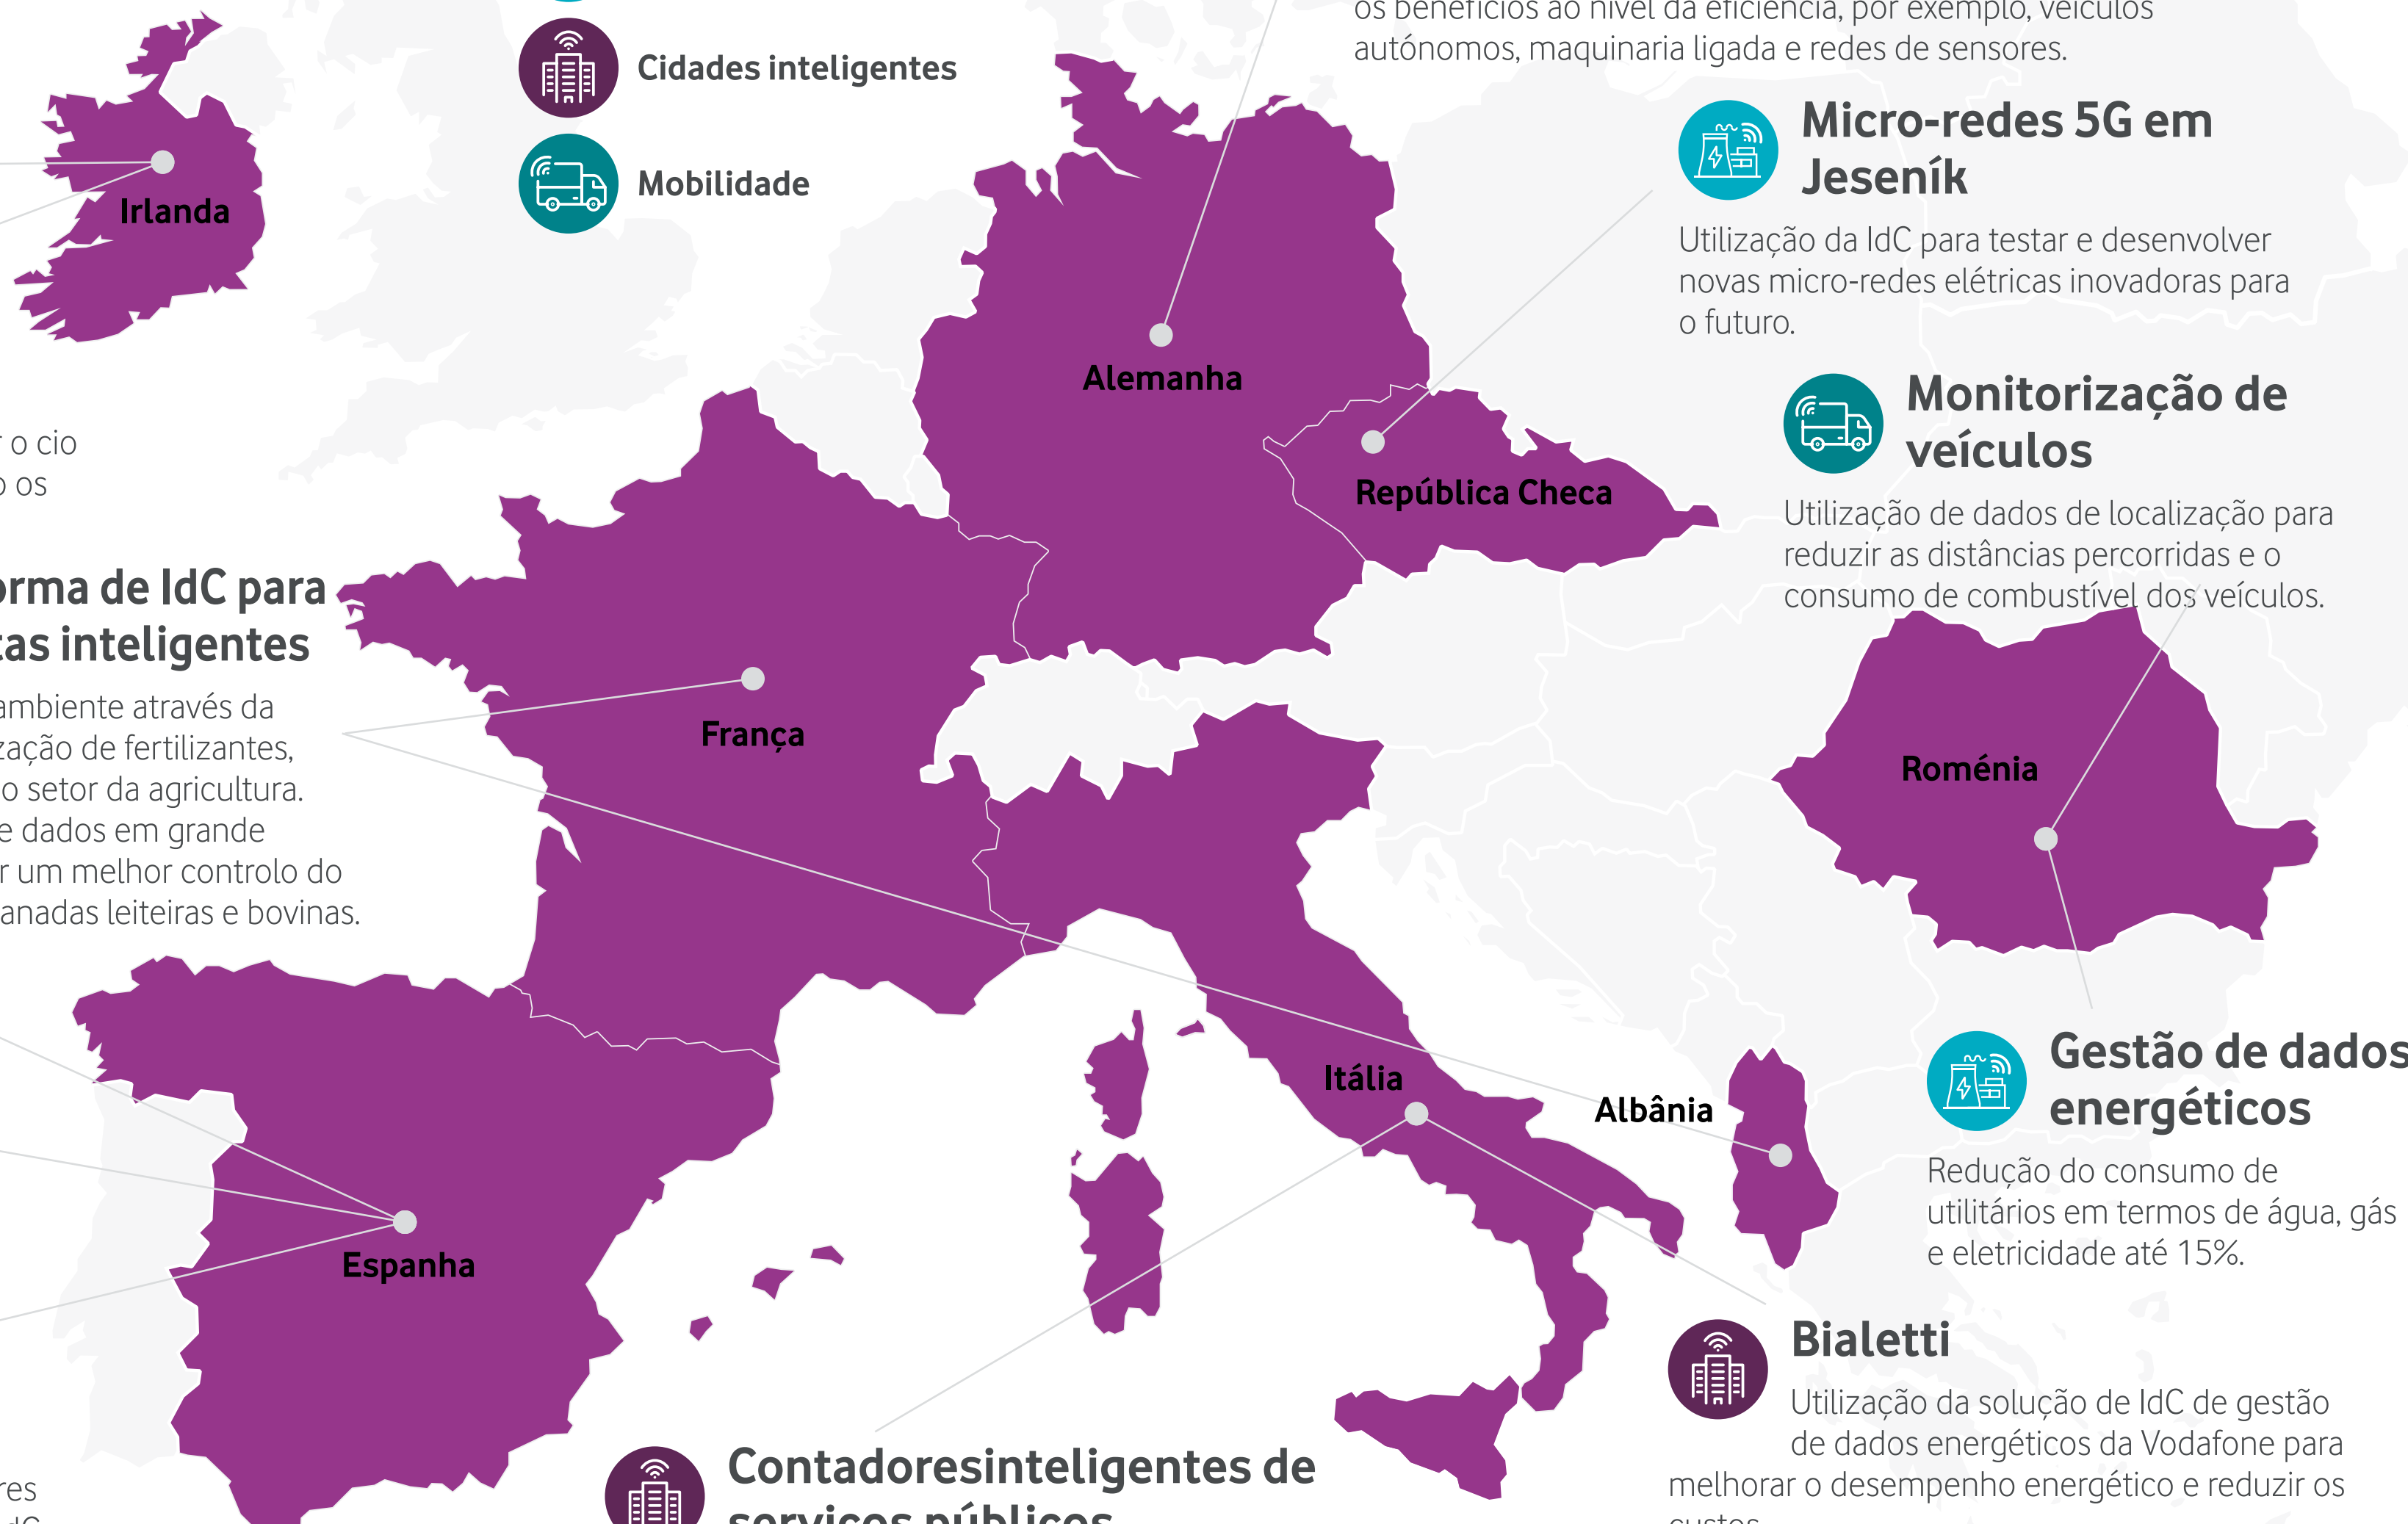 os benefícios ao nível da eficiência, por exemplo, veículos
autónomos, maquinaria ligada e redes de sensores.
Cidades inteligentes
Mobilidade
Micro-redes 5G em
Jeseník
Utilização da IdC para testar e desenvolver
novas micro-redes elétricas inovadoras para
o futuro.
Irlanda
Alemanha
República Checa
Monitorização de
veículos
Utilização de dados de localização para
reduzir as distâncias percorridas e o
consumo de combustível dos veículos.
o cio
os
para
orma de IdC para
tas inteligentes
ambiente através da
zação de fertilizantes,
o setor da agricultura.
e dados em grande
r um melhor controlo do
anadas leiteiras e bovinas.
França
Roménia
Itália
Albânia
Espanha
Gestão de dados
energéticos
Redução do consumo de
utilitários em termos de água, gás
e eletricidade até 15%.
Bialetti
Utilização da solução de IdC de gestão
de dados energéticos da Vodafone para
melhorar o desempenho energético e reduzir os
custos
Contadoresinteligentes de
serviços públicos
res